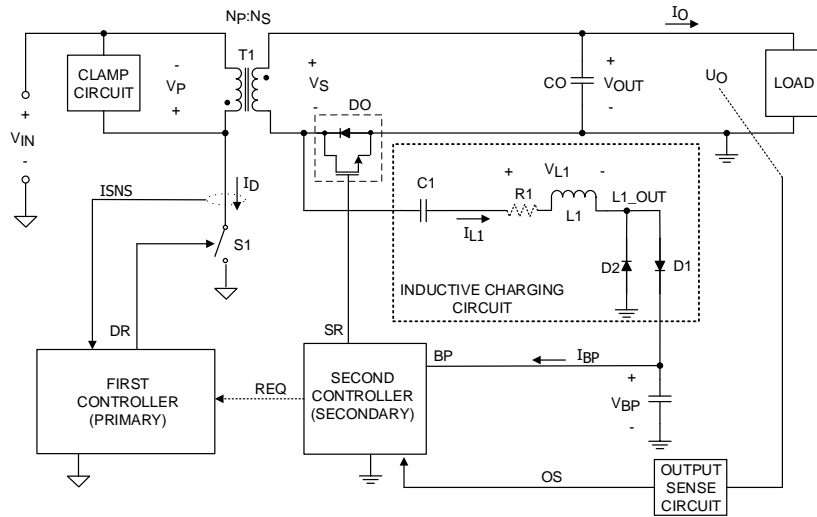 NP:NS
IO
T1
CLAMP
CIRCUIT
-
VP
+
+
VS
-
DO
CO
+
VOUT
-
UO
LOAD
+
VIN
-
ISNS
ID
S1
DR
C1
IL1
+
VL1
-
R1
L1
L1_OUT
D2
D1
INDUCTIVE CHARGING
CIRCUIT
SR
BP
IBP
FIRST
CONTROLLER
(PRIMARY)
REQ
SECOND
CONTROLLER
(SECONDARY)
+
VBP
-
OS
OUTPUT
SENSE
CIRCUIT